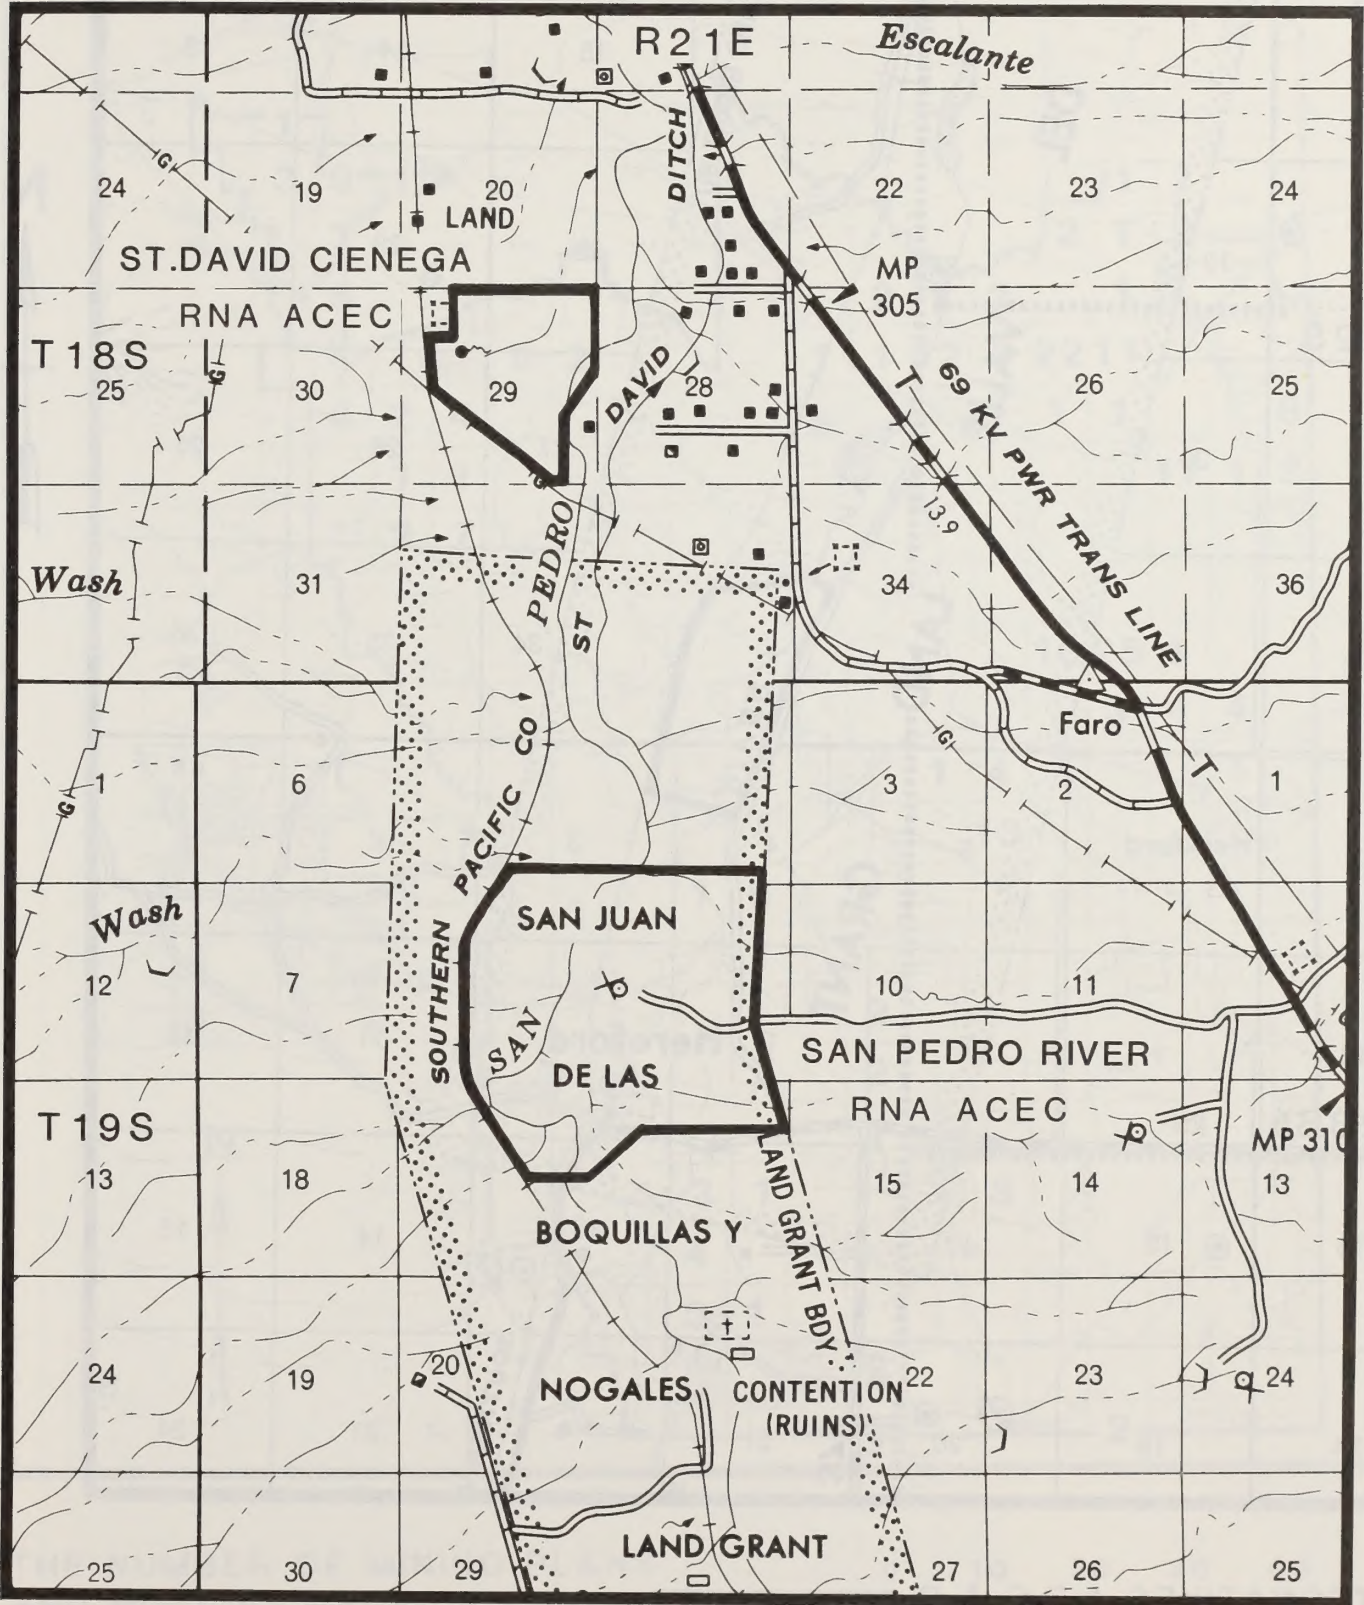 R21E
Escalante
DITCH
24
19
20
22
23
24
G
LAND
ST.DAVID CIENEGA
MP
305
RNA ACEC
T18S
G
25
30
29
DAVID
28
26
25
69 KV PWR TRANS LINE
T
G
13.9
PEDRO
Wash
31
ST
34
36
Faro
CO
G
T
1
6
3
2
1
G
PACIFIC
Wash
SAN JUAN
SOUTHERN
12
7
10
11
SAN
SAN PEDRO RIVER
DE LAS
RNA ACEC
T19S
MP 310
13
18
LAND GRANT BDY
15
14
13
BOQUILLAS Y
24
19
20
NOGALES
CONTENTION
(RUINS)
22
23
24
LAND GRANT
25
30
29
27
26
25